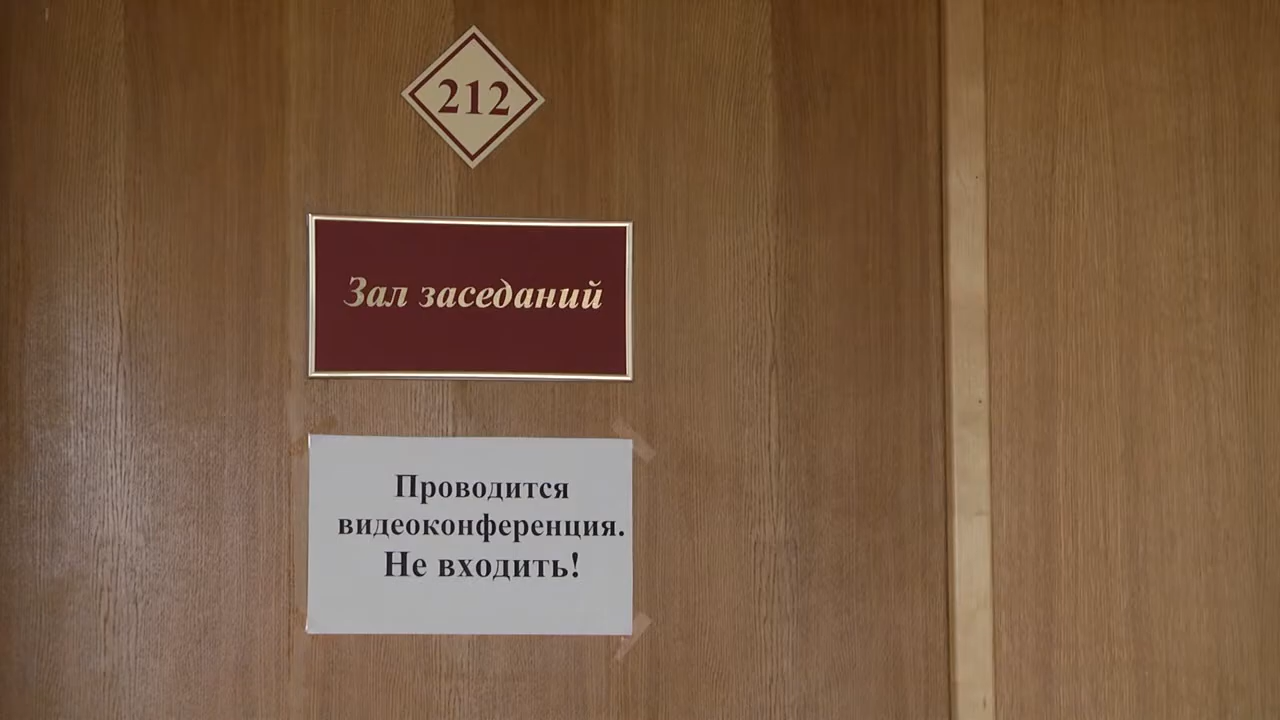 212
Зал заседаний
Проводится
видеоконференция.
Не входить!